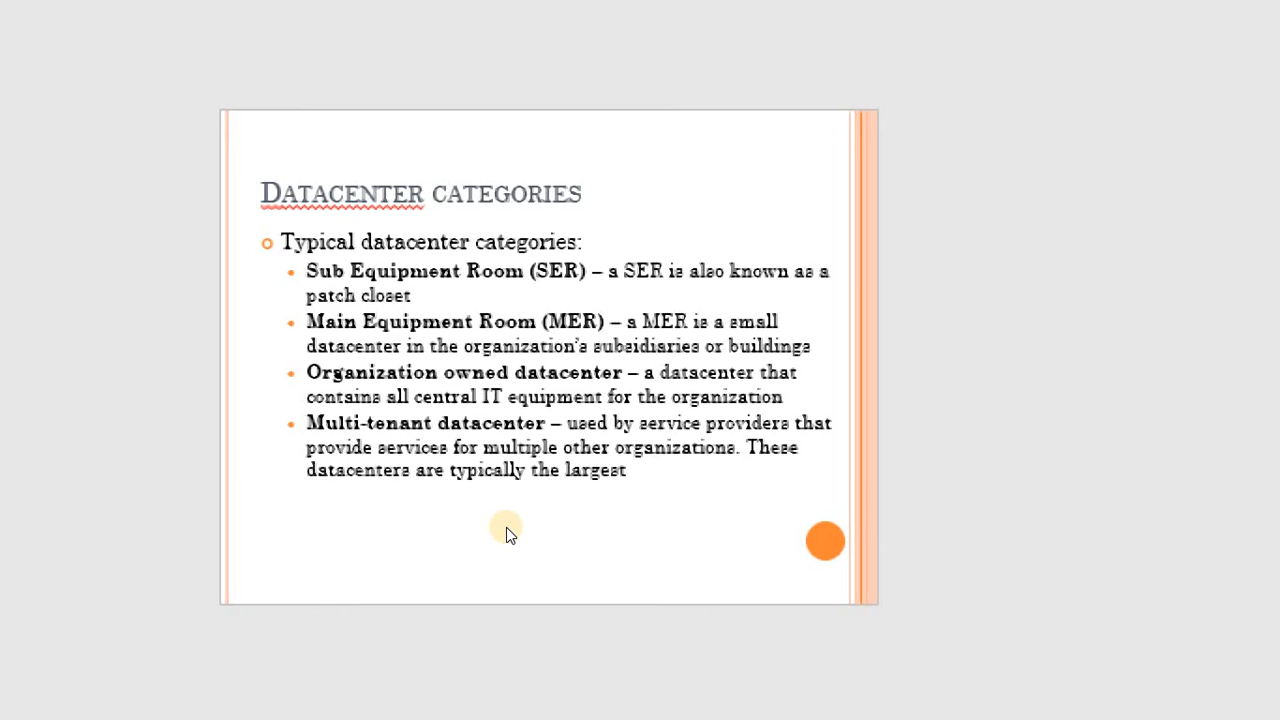 DATACENTER CATEGORIES
Typical datacenter categories:
Sub Equipment Room (SER) – a SER is also known as a
patch closet
Main Equipment Room (MER) – a MER is a small
datacenter in the organization's subsidiaries or buildings
Organization owned datacenter – a datacenter that
contains all central IT equipment for the organization
Multi-tenant datacenter – used by service providers that
provide services for multiple other organizations. These
datacenters are typically the largest